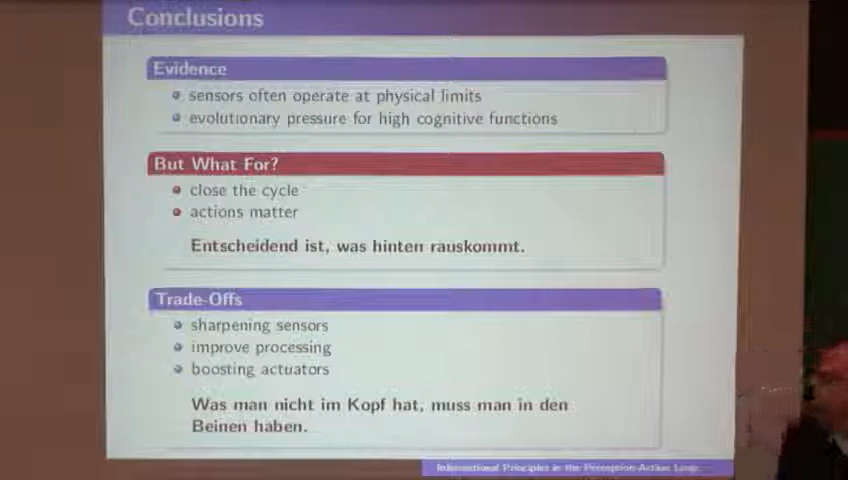 Conclusions
Evidence
sensors often operate at physical limits
evolutionary pressure for high cognitive functions
But What For?
close the cycle
actions matter
Entscheidend ist, was hinten rauskommt.
Trade-Offs
sharpening sensors
improve processing
boosting actuators
Was man nicht im Kopf hat, muss man in den
Beinen haben.
Informational Principles in the Perception-Action Loop